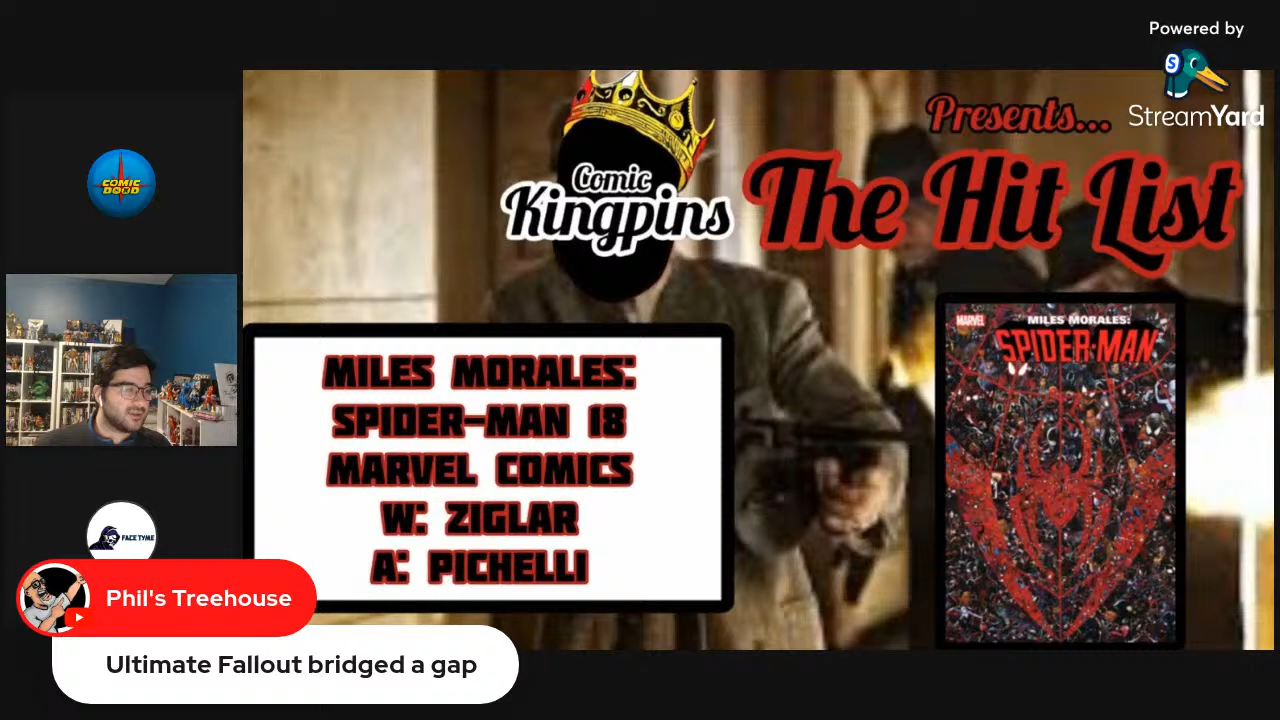 Powered by
StreamYard
COMIC
DOOD
Presents...
Comic
Kingpins
The Hit List
MARVEL
MILES MORALES:
SPIDER-MAN
MILES MORALES:
SPIDER-MAN 18
MARVEL COMICS
W: ZIGLAR
A: PICHELLI
FACE TYME
Phil's Treehouse
Ultimate Fallout bridged a gap